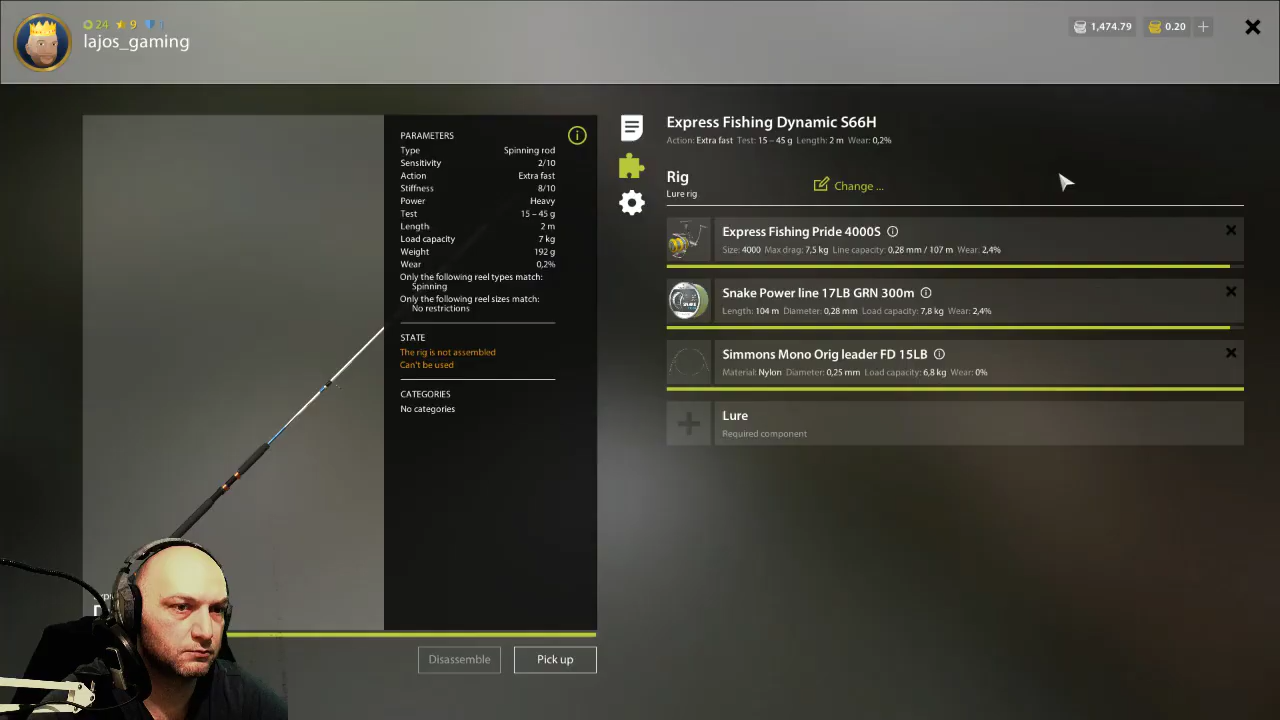 24 9 1
lajos_gaming
1,474.79
0.20
PARAMETERS
Type Spinning rod
Sensitivity 2/10
Action Extra fast
Stiffness 8/10
Power Heavy
Test 15 – 45 g
Length 2 m
Load capacity 7 kg
Weight 192 g
Wear 0,2%
Only the following reel types match:
Spinning
Only the following reel sizes match:
No restrictions
STATE
The rig is not assembled
Can't be used
CATEGORIES
No categories
Disassemble
Pick up
Express Fishing Dynamic S66H
Action: Extra fast Test: 15 – 45 g Length: 2 m Wear: 0,2%
Rig
Lure rig
Change ...
Express Fishing Pride 4000S
Size: 4000 Max drag: 7,5 kg Line capacity: 0,28 mm / 107 m Wear: 2,4%
Snake Power line 17LB GRN 300m
Length: 104 m Diameter: 0,28 mm Load capacity: 7,8 kg Wear: 2,4%
Simmons Mono Orig leader FD 15LB
Material: Nylon Diameter: 0,25 mm Load capacity: 6,8 kg Wear: 0%
Lure
Required component